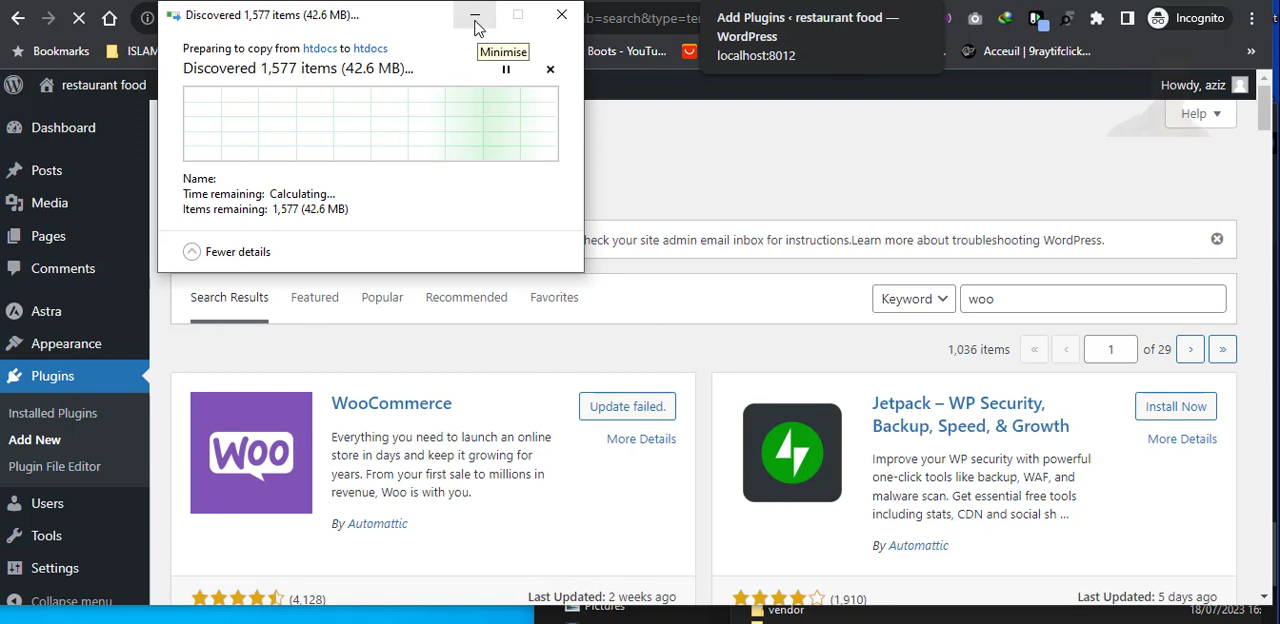 Discovered 1,577 items (42.6 MB)...
Preparing to copy from htdocs to htdocs
Discovered 1,577 items (42.6 MB)...
Minimise
Name:
Time remaining: Calculating...
Items remaining: 1,577 (42.6 MB)
Fewer details
b=search&type=te
Add Plugins ‹ restaurant food —
WordPress
localhost:8012
Incognito
Bookmarks
ISLAM
Boots - YouTu...
Acceuil | 9raytifclick...
»
restaurant food
Howdy, aziz
Help ▼
Dashboard
Posts
Media
Pages
Comments
Astra
Appearance
Plugins
Installed Plugins
Add New
Plugin File Editor
Users
Tools
Settings
Collapse menu
heck your site admin email inbox for instructions.Learn more about troubleshooting WordPress.
Search Results
Featured
Popular
Recommended
Favorites
Keyword
woo
1,036 items « ‹ 1 of 29 › »
WOO
WooCommerce
Update failed.
More Details
Everything you need to launch an online
store in days and keep it growing for
years. From your first sale to millions in
revenue, Woo is with you.
By Automattic
(4,128)
Last Updated: 2 weeks ago
Jetpack – WP Security,
Backup, Speed, & Growth
Install Now
More Details
Improve your WP security with powerful
one-click tools like backup, WAF, and
malware scan. Get essential free tools
including stats, CDN and social sh ...
By Automattic
(1,910)
Last Updated: 5 days ago
Pictures
vendor
18/07/2023 16: